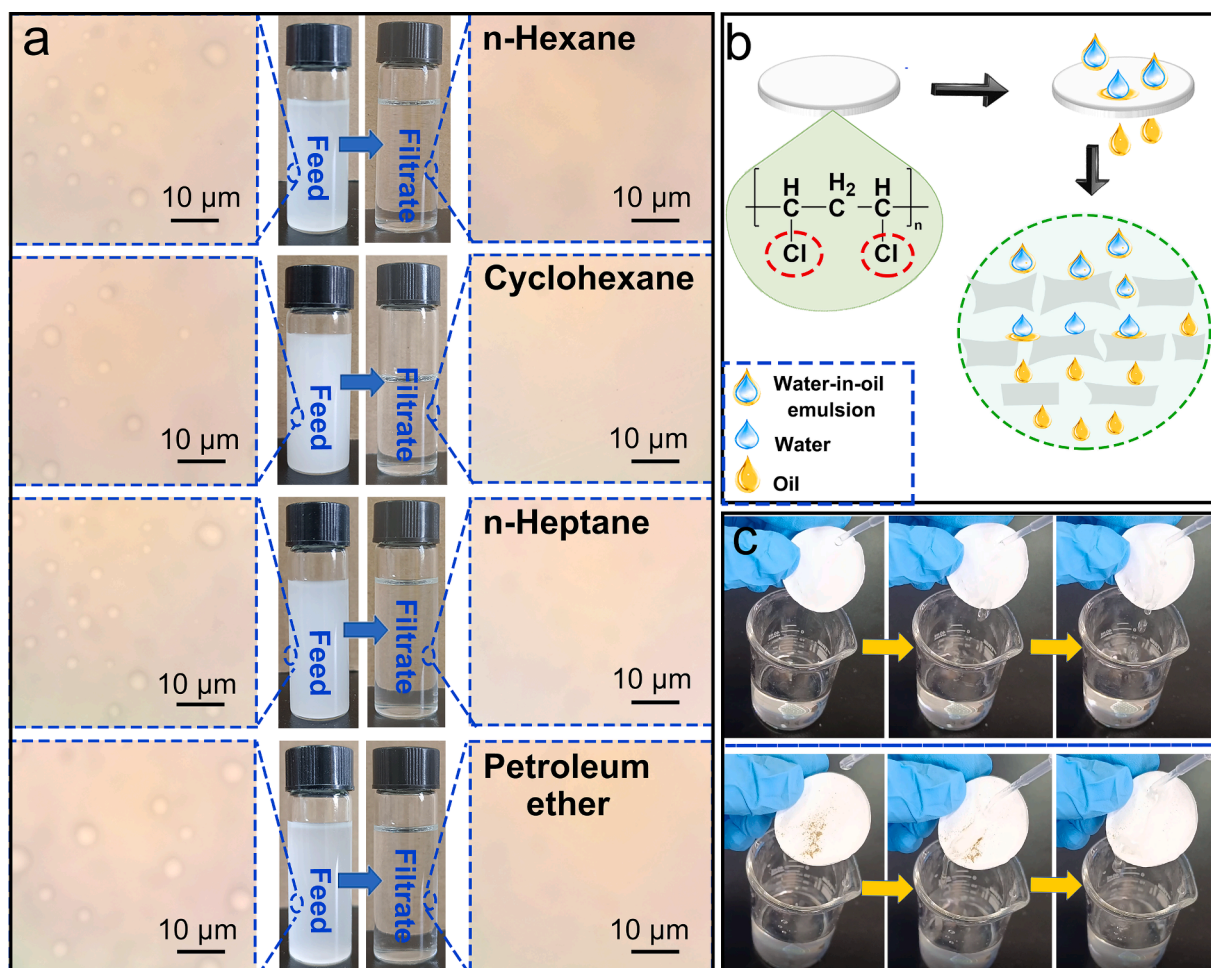 a
n-Hexane
Feed
Filtrate
10 μm
10 μm
Cyclohexane
Feed
Filtrate
10 μm
10 μm
n-Heptane
Feed
Filtrate
10 μm
10 μm
Petroleum
ether
Feed
Filtrate
10 μm
10 μm
b
H H₂ H
C C C
n
Cl Cl
Water-in-oil
emulsion
Water
Oil
c